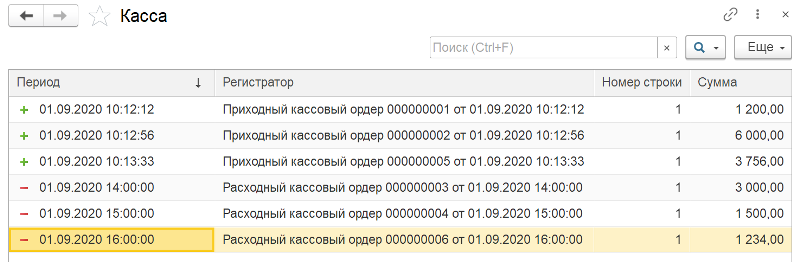 Касса
Поиск (Ctrl+F)
Еще
Период Регистратор Номер строки Сумма
01.09.2020 10:12:12 Приходный кассовый ордер 000000001 от 01.09.2020 10:12:12 1 1 200,00
01.09.2020 10:12:56 Приходный кассовый ордер 000000002 от 01.09.2020 10:12:56 1 6 000,00
01.09.2020 10:13:33 Приходный кассовый ордер 000000005 от 01.09.2020 10:13:33 1 3 756,00
01.09.2020 14:00:00 Расходный кассовый ордер 000000003 от 01.09.2020 14:00:00 1 3 000,00
01.09.2020 15:00:00 Расходный кассовый ордер 000000004 от 01.09.2020 15:00:00 1 1 500,00
01.09.2020 16:00:00 Расходный кассовый ордер 000000006 от 01.09.2020 16:00:00 1 1 234,00